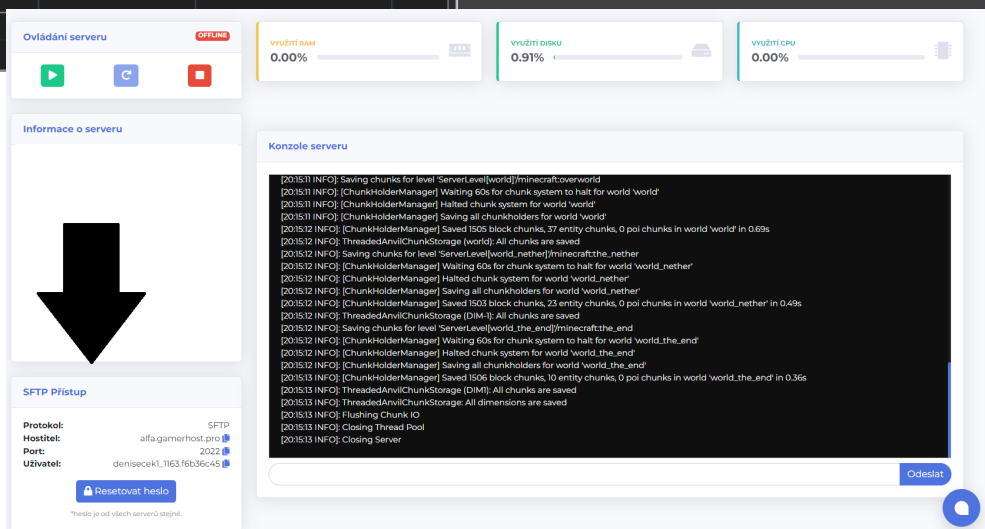 Ovládání serveru
OFFLINE
VYUŽITÍ RAM
0.00%
VYUŽITÍ DISKU
0.91%
VYUŽITÍ CPU
0.00%
Informace o serveru
Konzole serveru
[20:15:11 INFO]: Saving chunks for level 'ServerLevel[world]'/minecraft:overworld
[20:15:11 INFO]: [ChunkHolderManager] Waiting 60s for chunk system to halt for world 'world'
[20:15:11 INFO]: [ChunkHolderManager] Halted chunk system for world 'world'
[20:15:11 INFO]: [ChunkHolderManager] Saving all chunkholders for world 'world'
[20:15:12 INFO]: [ChunkHolderManager] Saved 1505 block chunks, 37 entity chunks, 0 poi chunks in world 'world' in 0.69s
[20:15:12 INFO]: ThreadedAnvilChunkStorage (world): All chunks are saved
[20:15:12 INFO]: Saving chunks for level 'ServerLevel[world_nether]'/minecraft:the_nether
[20:15:12 INFO]: [ChunkHolderManager] Waiting 60s for chunk system to halt for world 'world_nether'
[20:15:12 INFO]: [ChunkHolderManager] Halted chunk system for world 'world_nether'
[20:15:12 INFO]: [ChunkHolderManager] Saving all chunkholders for world 'world_nether'
[20:15:12 INFO]: [ChunkHolderManager] Saved 1503 block chunks, 23 entity chunks, 0 poi chunks in world 'world_nether' in 0.49s
[20:15:12 INFO]: ThreadedAnvilChunkStorage (DIM-1): All chunks are saved
[20:15:12 INFO]: Saving chunks for level 'ServerLevel[world_the_end]'/minecraft:the_end
[20:15:12 INFO]: [ChunkHolderManager] Waiting 60s for chunk system to halt for world 'world_the_end'
[20:15:12 INFO]: [ChunkHolderManager] Halted chunk system for world 'world_the_end'
[20:15:12 INFO]: [ChunkHolderManager] Saving all chunkholders for world 'world_the_end'
[20:15:13 INFO]: [ChunkHolderManager] Saved 1506 block chunks, 10 entity chunks, 0 poi chunks in world 'world_the_end' in 0.36s
[20:15:13 INFO]: ThreadedAnvilChunkStorage (DIM1): All chunks are saved
[20:15:13 INFO]: ThreadedAnvilChunkStorage: All dimensions are saved
[20:15:13 INFO]: Flushing Chunk IO
[20:15:13 INFO]: Closing Thread Pool
[20:15:13 INFO]: Closing Server
Odeslat
SFTP Přístup
Protokol: SFTP
Hostitel: alfa.gamerhost.pro
Port: 2022
Uživatel: denisecek1_1163.f6b36c45
Resetovat heslo
*heslo je od všech serverů stejné.